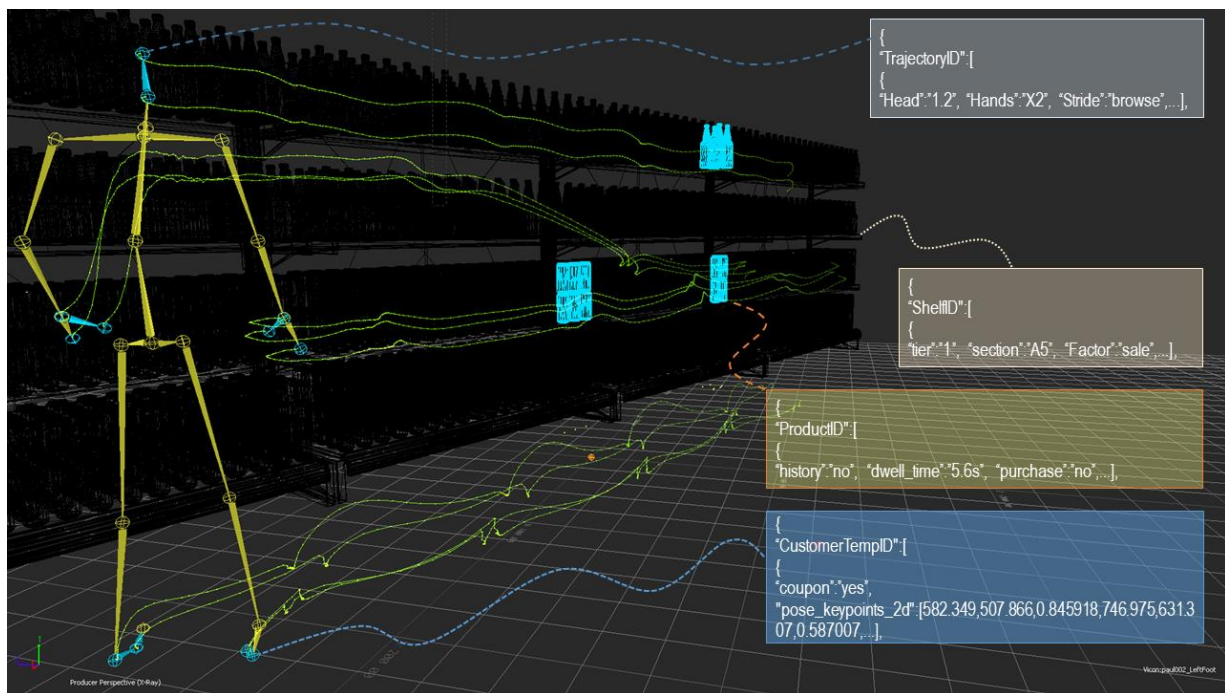 {
“TrajectoryID":[
{
“Head":”1.2”, “Hands":”X2”, “Stride":”browse”,...],
{
“ShelfID":[
{
“tier":”1”, “section":”A5”, “Factor":”sale”,...],
{
“ProductID":[
{
“history":”no”, “dwell_time":”5.6s”, “purchase":”no”,...],
{
“CustomerTempID":[
{
“coupon":”yes”,
"pose_keypoints_2d":[582.349,507.866,0.845918,746.975,631.3
07,0.587007,...],
Producer Perspective (X-Ray)
Vicon:paul002_LeftFoot